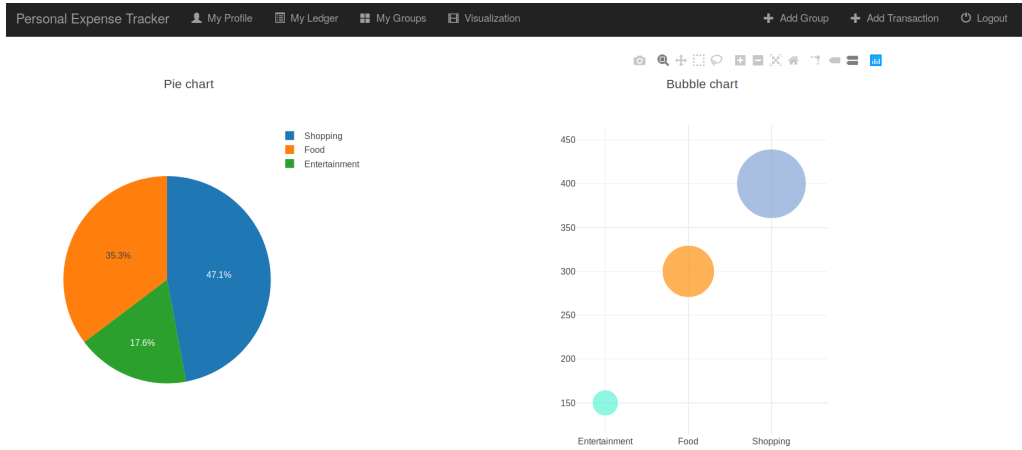 Personal Expense Tracker My Profile My Ledger My Groups Visualization Add Group Add Transaction Logout
Pie chart
Shopping
Food
Entertainment
35.3%
47.1%
17.6%
Bubble chart
450
400
350
300
250
200
150
Entertainment Food Shopping